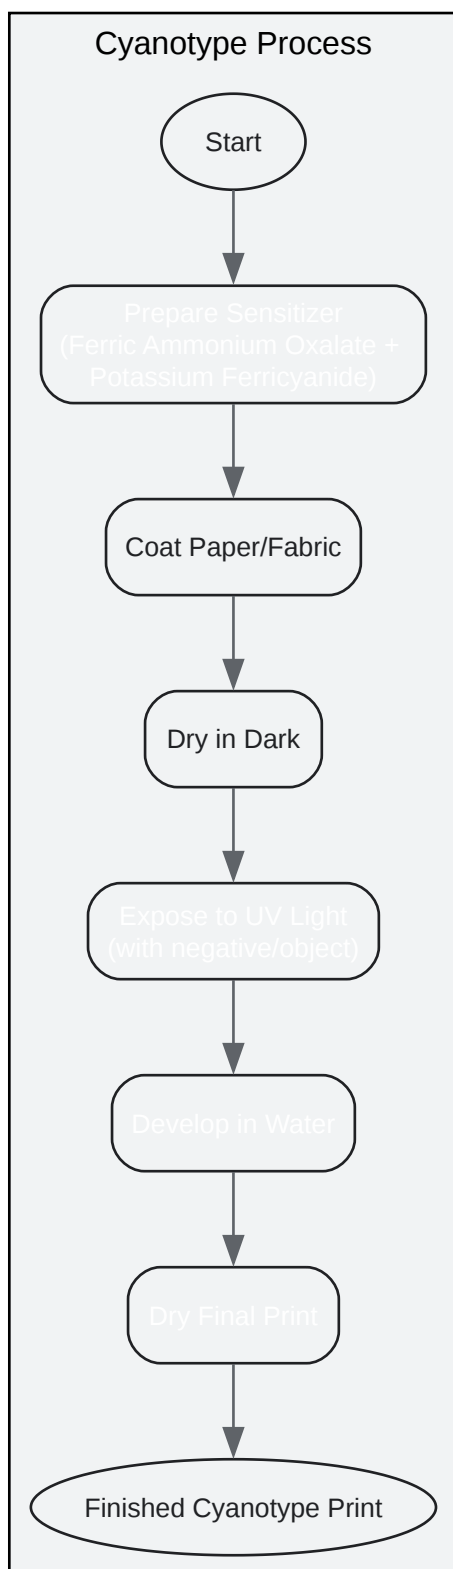 Cyanotype Process
Start
Prepare Sensitizer
(Ferric Ammonium Oxalate +
Potassium Ferricyanide)
Coat Paper/Fabric
Dry in Dark
Expose to UV Light
(with negative/object)
Develop in Water
Dry Final Print
Finished Cyanotype Print